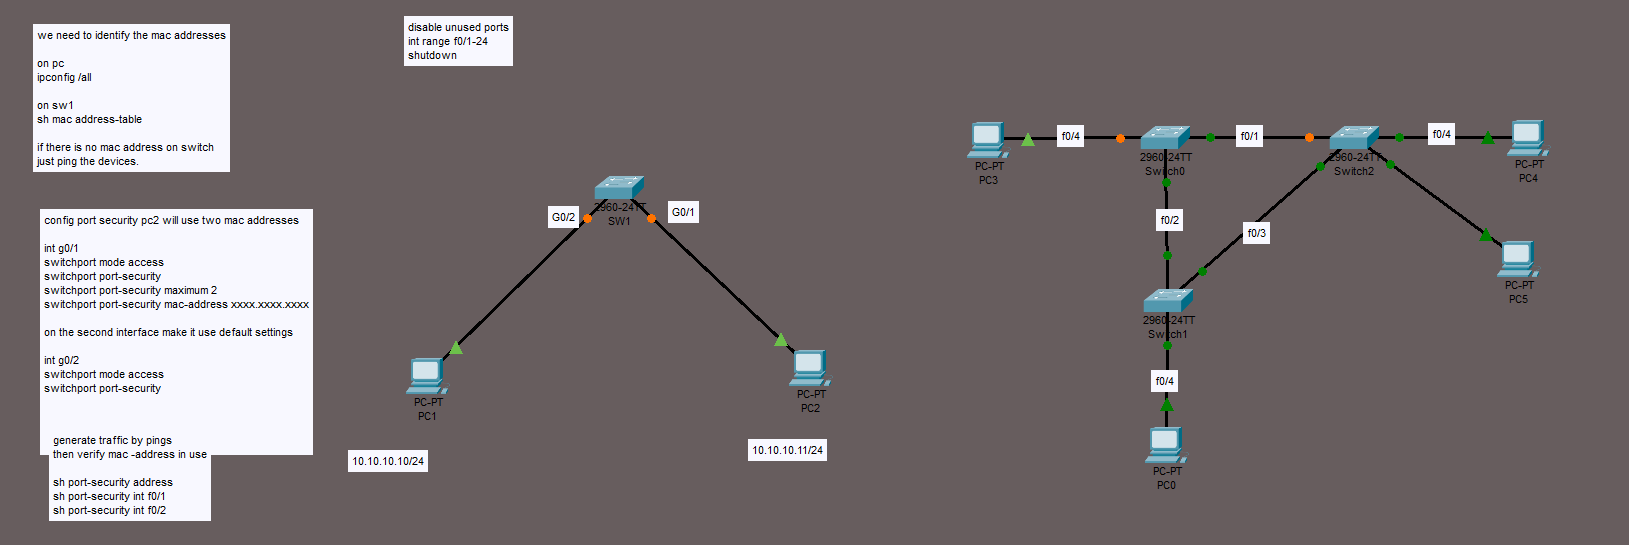 we need to identify the mac addresses
on pc
ipconfig /all
on sw1
sh mac address-table
if there is no mac address on switch
just ping the devices.
disable unused ports
int range f0/1-24
shutdown
config port security pc2 will use two mac addresses
int g0/1
switchport mode access
switchport port-security
switchport port-security maximum 2
switchport port-security mac-address xxxx.xxxx.xxxx
on the second interface make it use default settings
int g0/2
switchport mode access
switchport port-security
generate traffic by pings
then verify mac -address in use
sh port-security address
sh port-security int f0/1
sh port-security int f0/2
2960-24TT
SW1
G0/2
G0/1
PC-PT
PC1
PC-PT
PC2
10.10.10.10/24
10.10.10.11/24
PC-PT
PC3
f0/4
2960-24TT
Switch0
f0/1
2960-24TT
Switch2
f0/4
PC-PT
PC4
f0/2
f0/3
PC-PT
PC5
2960-24TT
Switch1
f0/4
PC-PT
PC0